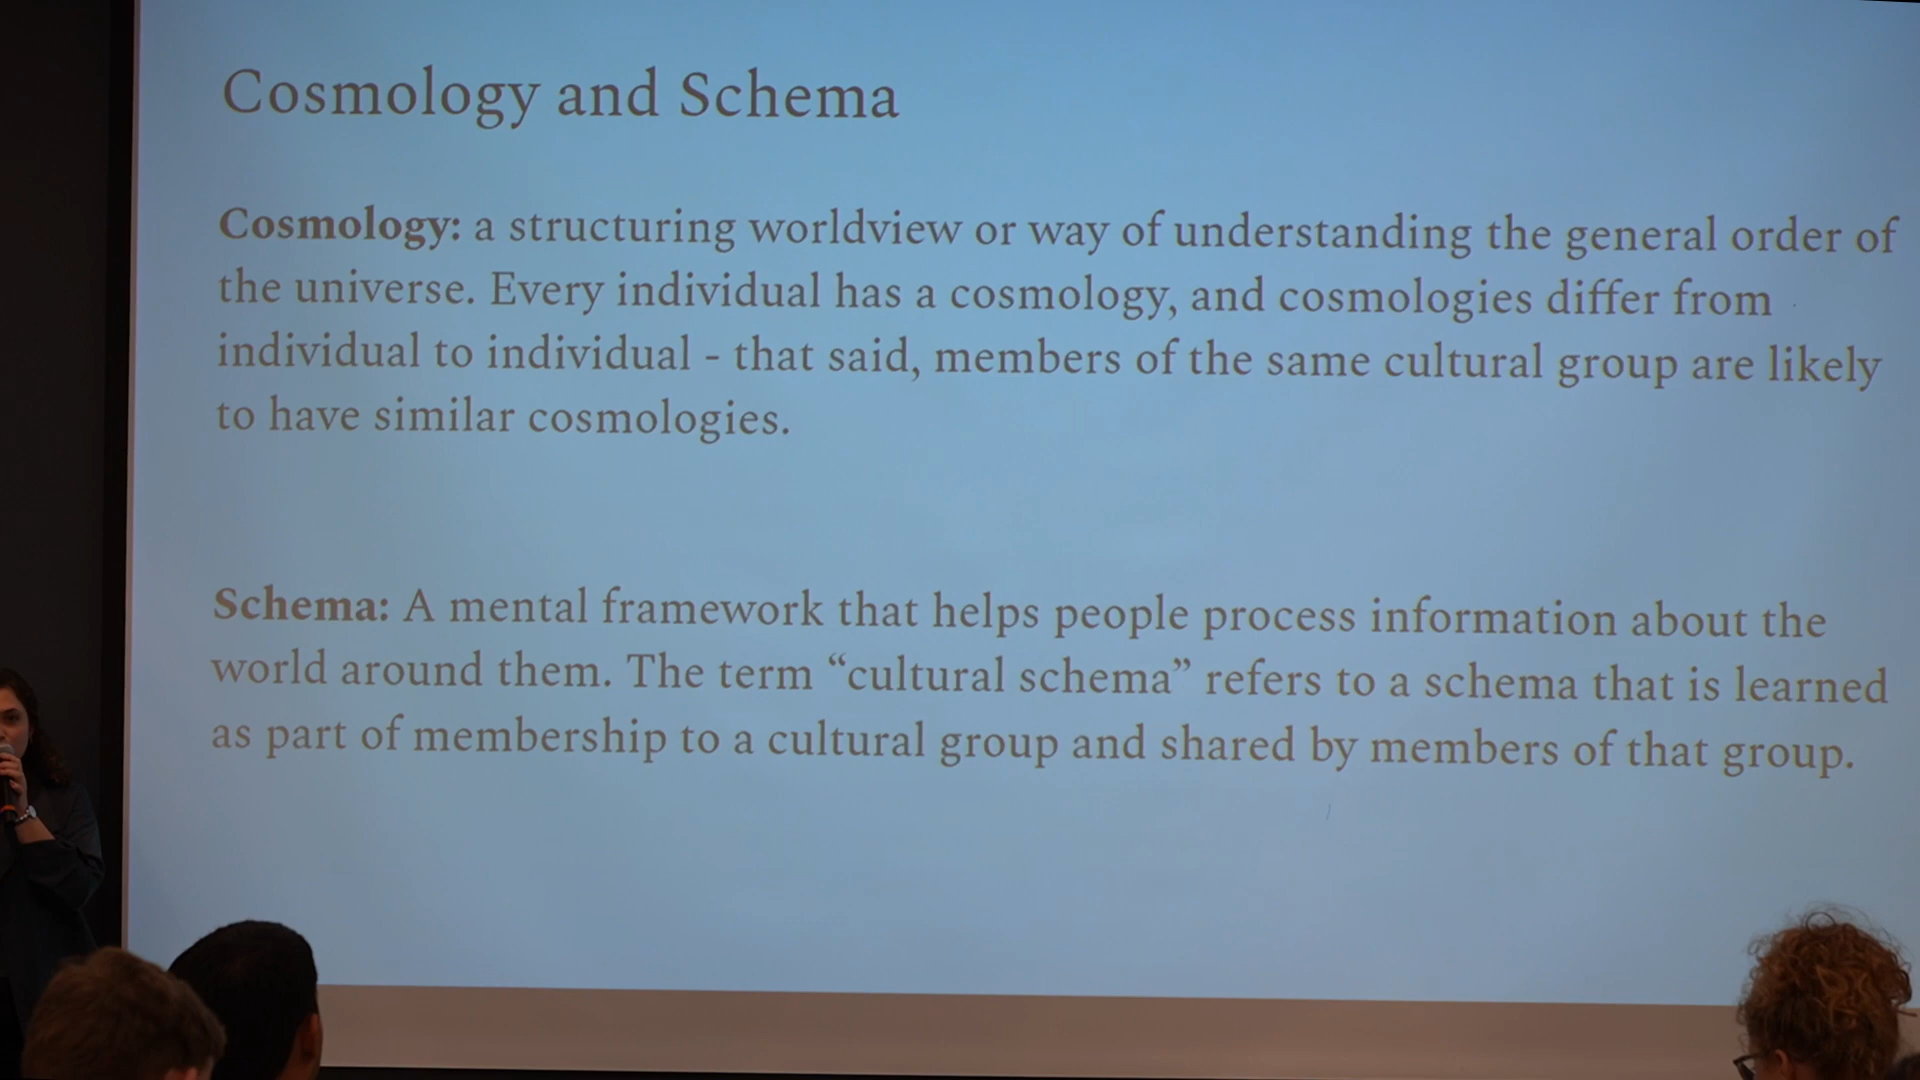 Cosmology and Schema
Cosmology: a structuring worldview or way of understanding the general order of
the universe. Every individual has a cosmology, and cosmologies differ from
individual to individual - that said, members of the same cultural group are likely
to have similar cosmologies.
Schema: A mental framework that helps people process information about the
world around them. The term “cultural schema” refers to a schema that is learned
as part of membership to a cultural group and shared by members of that group.